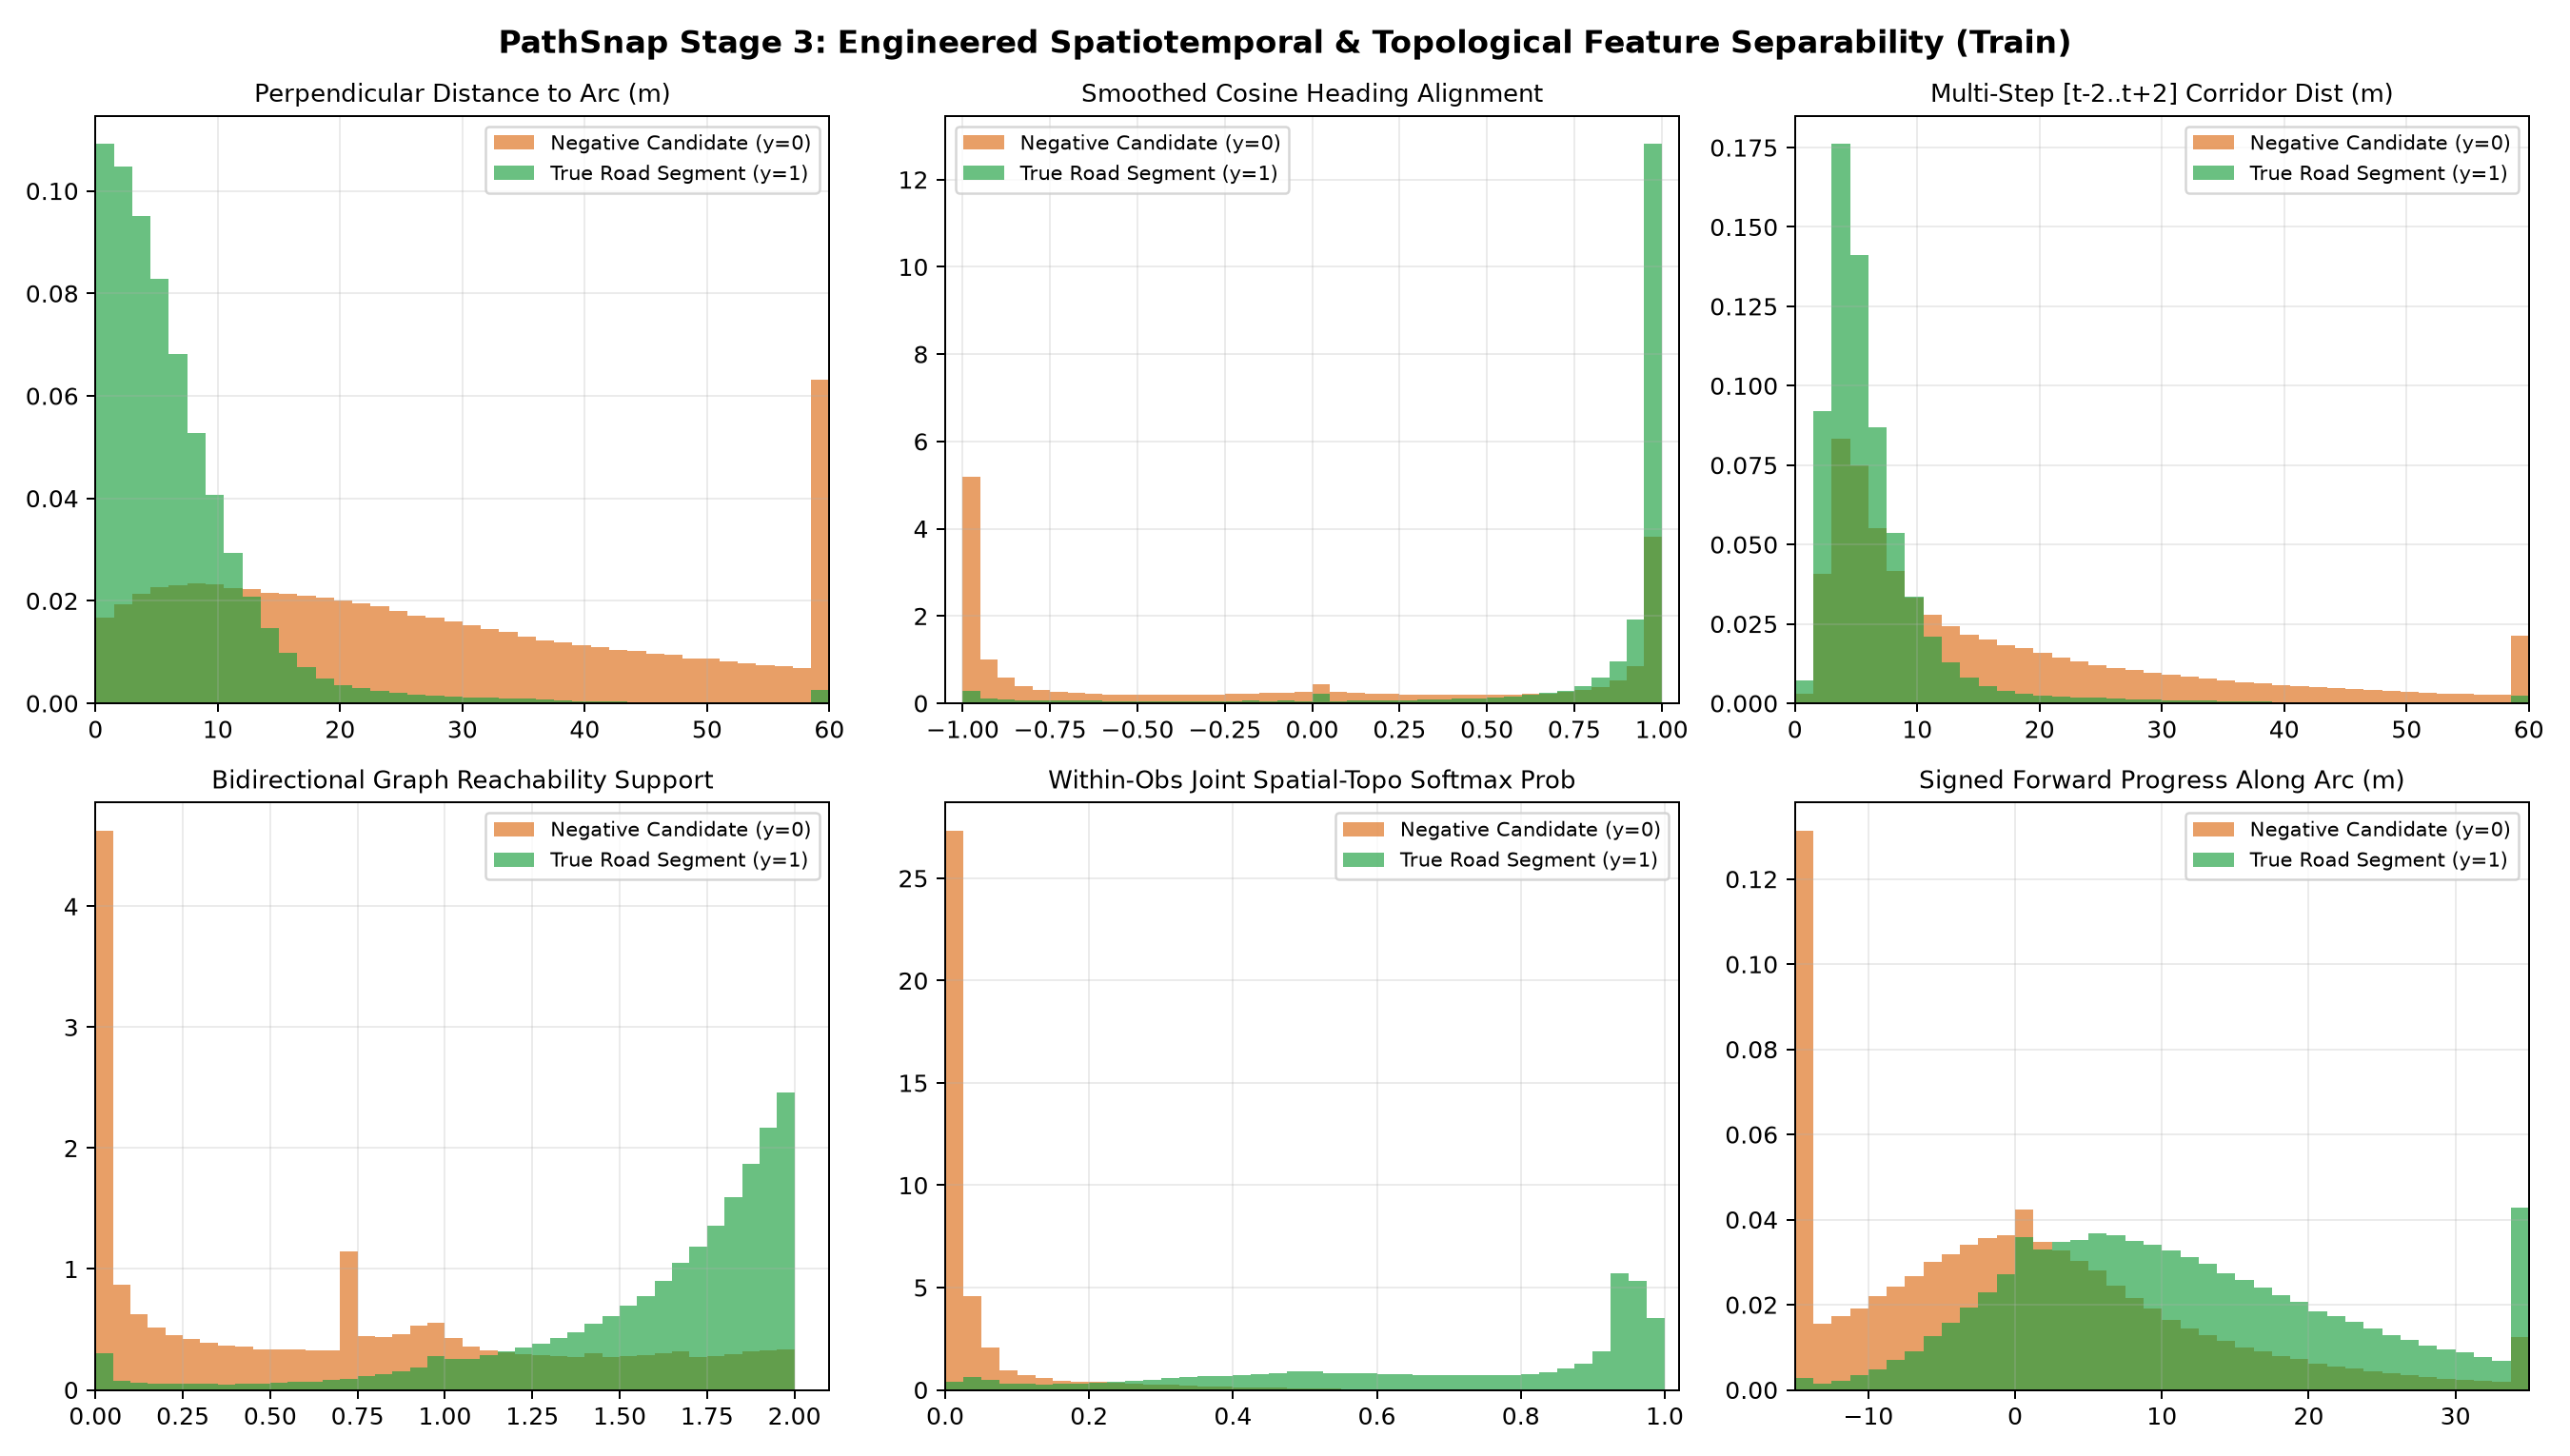 PathSnap Stage 3: Engineered Spatiotemporal & Topological Feature Separability (Train)
Perpendicular Distance to Arc (m)
Negative Candidate (y=0)
True Road Segment (y=1)
0.10
0.08
0.06
0.04
0.02
0.00
0 10 20 30 40 50 60
Smoothed Cosine Heading Alignment
Negative Candidate (y=0)
True Road Segment (y=1)
12
10
8
6
4
2
0
−1.00 −0.75 −0.50 −0.25 0.00 0.25 0.50 0.75 1.00
Multi-Step [t-2..t+2] Corridor Dist (m)
Negative Candidate (y=0)
True Road Segment (y=1)
0.175
0.150
0.125
0.100
0.075
0.050
0.025
0.000
0 10 20 30 40 50 60
Bidirectional Graph Reachability Support
Negative Candidate (y=0)
True Road Segment (y=1)
4
3
2
1
0
0.00 0.25 0.50 0.75 1.00 1.25 1.50 1.75 2.00
Within-Obs Joint Spatial-Topo Softmax Prob
Negative Candidate (y=0)
True Road Segment (y=1)
25
20
15
10
5
0
0.0 0.2 0.4 0.6 0.8 1.0
Signed Forward Progress Along Arc (m)
Negative Candidate (y=0)
True Road Segment (y=1)
0.12
0.10
0.08
0.06
0.04
0.02
0.00
−10 0 10 20 30